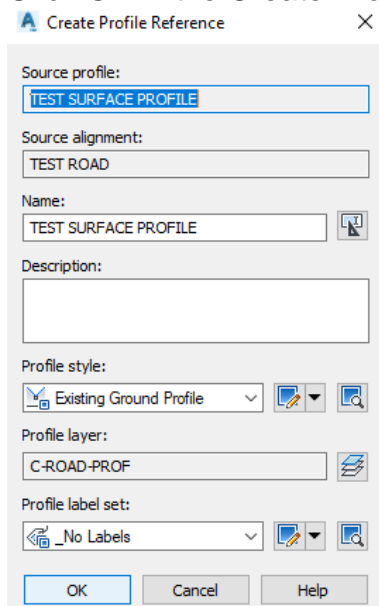 Create Profile Reference
Source profile:
TEST SURFACE PROFILE
Source alignment:
TEST ROAD
Name:
TEST SURFACE PROFILE
Description:
Profile style:
Existing Ground Profile
Profile layer:
C-ROAD-PROF
Profile label set:
_No Labels
OK Cancel Help